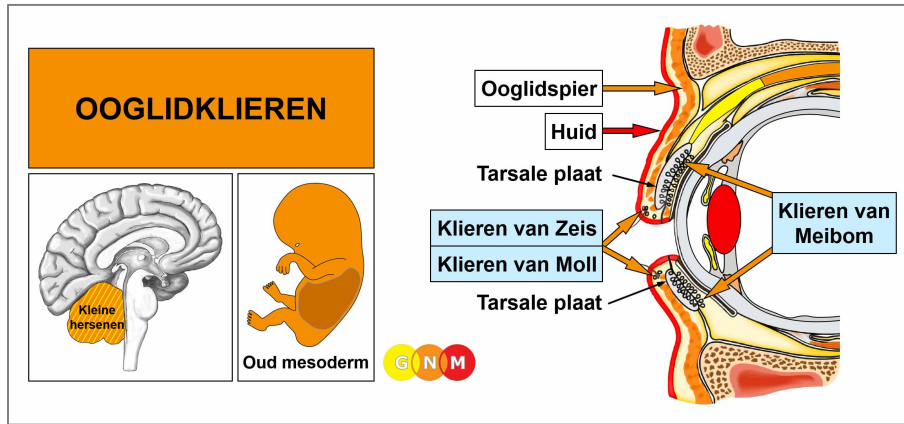 OOGLIDKLIEREN
Kleine
hersenen
Oud mesoderm
G N M
Ooglidspier
Huid
Tarsale plaat
Klieren van Zeis
Klieren van Moll
Tarsale plaat
Klieren van
Meibom